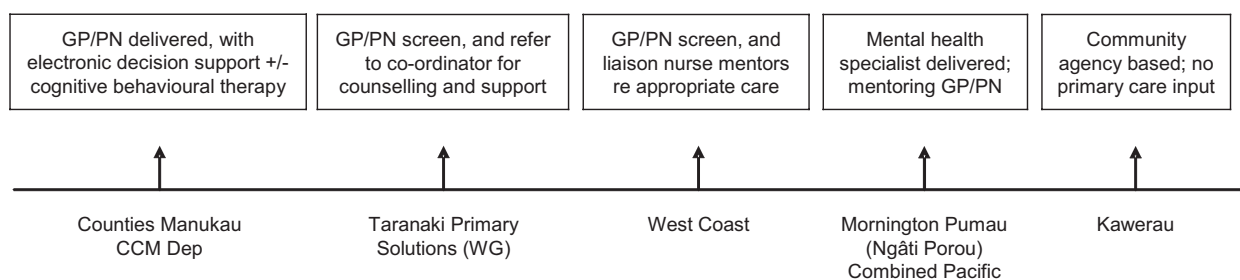 GP/PN delivered, with
electronic decision support +/-
cognitive behavioural therapy
GP/PN screen, and refer
to co-ordinator for
counselling and support
GP/PN screen, and
liaison nurse mentors
re appropriate care
Mental health
specialist delivered;
mentoring GP/PN
Community
agency based; no
primary care input
Counties Manukau
CCM Dep
Taranaki Primary
Solutions (WG)
West Coast
Mornington Pumau
(Ngâti Porou)
Combined Pacific
Kawerau